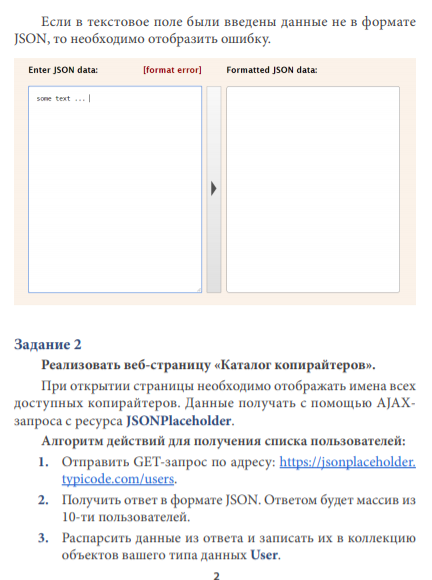 Если в текстовое поле были введены данные не в формате
JSON, то необходимо отобразить ошибку.
Enter JSON data: [format error] Formatted JSON data:
some text ...
Задание 2
Реализовать веб-страницу «Каталог копирайтеров».
При открытии страницы необходимо отображать имена всех
доступных копирайтеров. Данные получать с помощью AJAX-
запроса с ресурса JSONPlaceholder.
Алгоритм действий для получения списка пользователей:
1. Отправить GET-запрос по адресу: https://jsonplaceholder.
typicode.com/users.
2. Получить ответ в формате JSON. Ответом будет массив из
10-ти пользователей.
3. Распарсить данные из ответа и записать их в коллекцию
объектов вашего типа данных User.
2